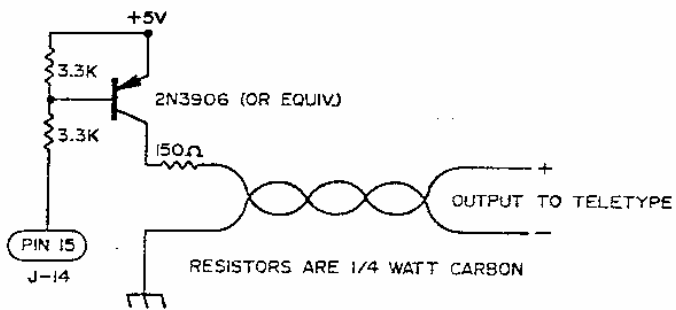 +5V
3.3K
2N3906 (OR EQUIV.)
3.3K
150Ω
+
OUTPUT TO TELETYPE
−
PIN 15
J-14
RESISTORS ARE 1/4 WATT CARBON